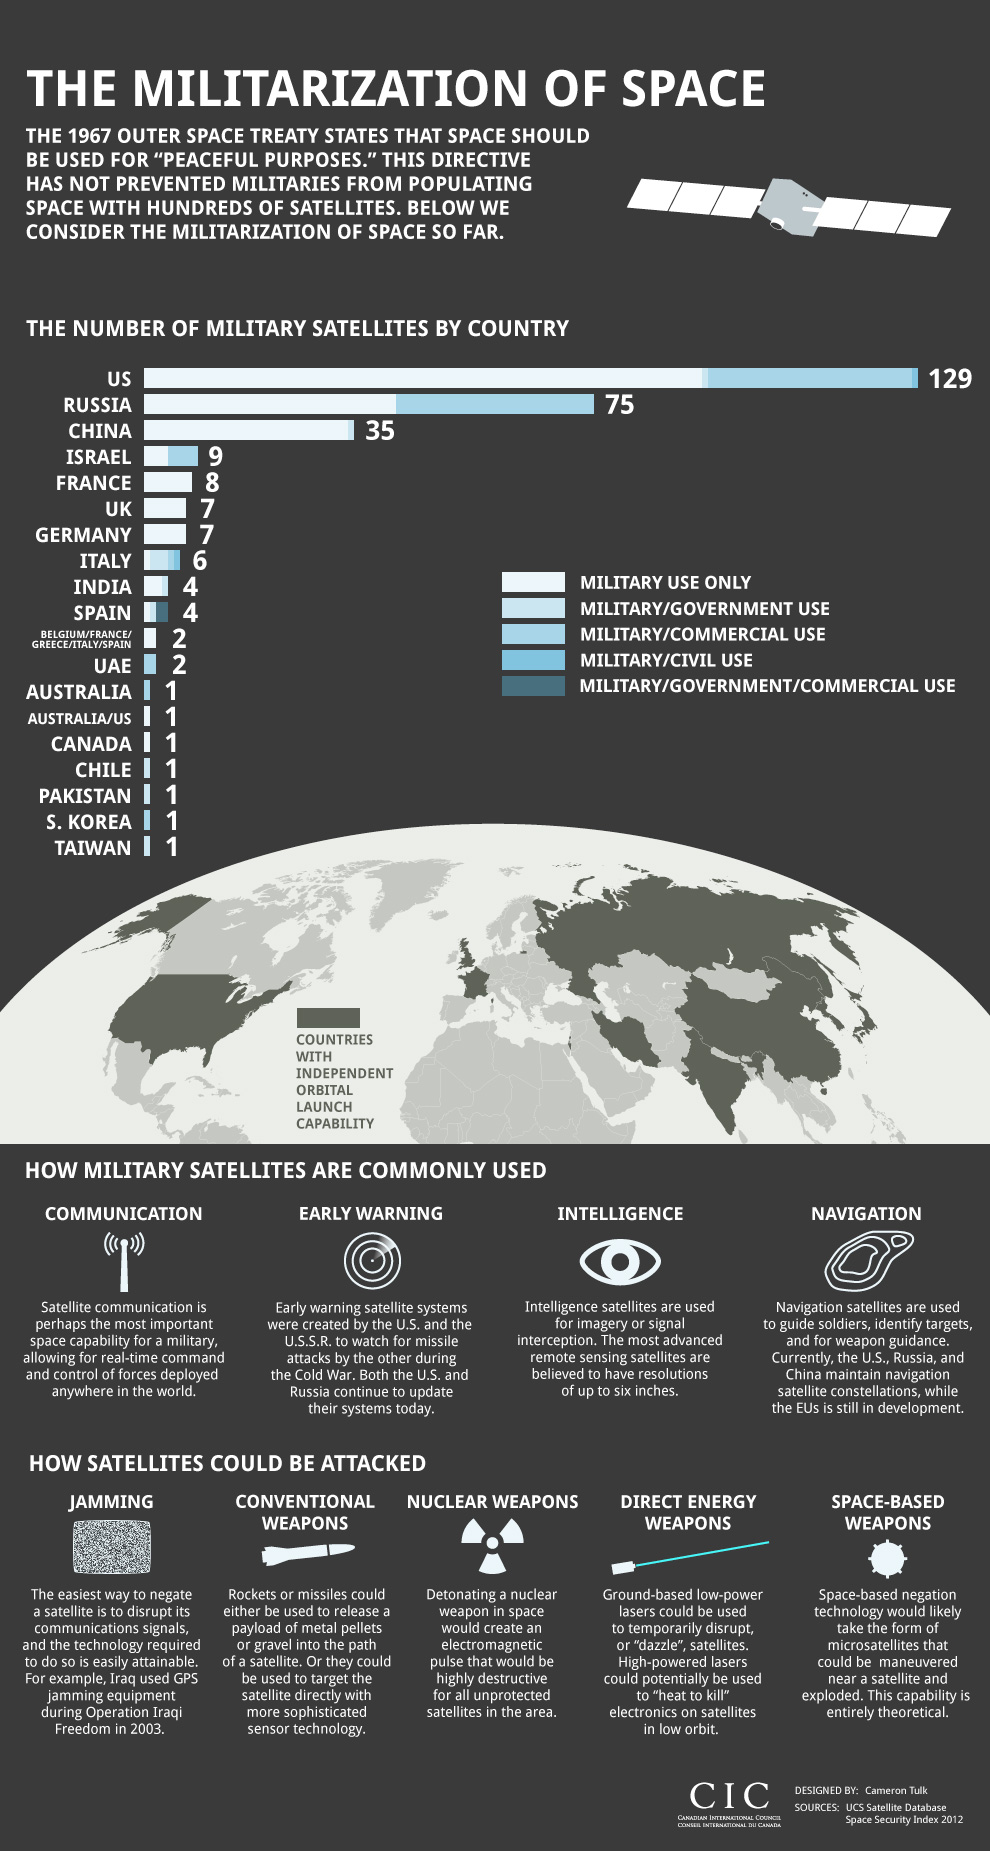 THE MILITARIZATION OF SPACE
THE 1967 OUTER SPACE TREATY STATES THAT SPACE SHOULD
BE USED FOR “PEACEFUL PURPOSES.” THIS DIRECTIVE
HAS NOT PREVENTED MILITARIES FROM POPULATING
SPACE WITH HUNDREDS OF SATELLITES. BELOW WE
CONSIDER THE MILITARIZATION OF SPACE SO FAR.
THE NUMBER OF MILITARY SATELLITES BY COUNTRY
US 129
RUSSIA 75
CHINA 35
ISRAEL 9
FRANCE 8
UK 7
GERMANY 7
ITALY 6
INDIA 4
SPAIN 4
BELGIUM/FRANCE/
GREECE/ITALY/SPAIN 2
UAE 2
AUSTRALIA 1
AUSTRALIA/US 1
CANADA 1
CHILE 1
PAKISTAN 1
S. KOREA 1
TAIWAN 1
MILITARY USE ONLY
MILITARY/GOVERNMENT USE
MILITARY/COMMERCIAL USE
MILITARY/CIVIL USE
MILITARY/GOVERNMENT/COMMERCIAL USE
COUNTRIES
WITH
INDEPENDENT
ORBITAL
LAUNCH
CAPABILITY
HOW MILITARY SATELLITES ARE COMMONLY USED
COMMUNICATION
Satellite communication is
perhaps the most important
space capability for a military,
allowing for real-time command
and control of forces deployed
anywhere in the world.
EARLY WARNING
Early warning satellite systems
were created by the U.S. and the
U.S.S.R. to watch for missile
attacks by the other during
the Cold War. Both the U.S. and
Russia continue to update
their systems today.
INTELLIGENCE
Intelligence satellites are used
for imagery or signal
interception. The most advanced
remote sensing satellites are
believed to have resolutions
of up to six inches.
NAVIGATION
Navigation satellites are used
to guide soldiers, identify targets,
and for weapon guidance.
Currently, the U.S., Russia, and
China maintain navigation
satellite constellations, while
the EUs is still in development.
HOW SATELLITES COULD BE ATTACKED
JAMMING
The easiest way to negate
a satellite is to disrupt its
communications signals,
and the technology required
to do so is easily attainable.
For example, Iraq used GPS
jamming equipment
during Operation Iraqi
Freedom in 2003.
CONVENTIONAL
WEAPONS
Rockets or missiles could
either be used to release a
payload of metal pellets
or gravel into the path
of a satellite. Or they could
be used to target the
satellite directly with
more sophisticated
sensor technology.
NUCLEAR WEAPONS
Detonating a nuclear
weapon in space
would create an
electromagnetic
pulse that would be
highly destructive
for all unprotected
satellites in the area.
DIRECT ENERGY
WEAPONS
Ground-based low-power
lasers could be used
to temporarily disrupt,
or “dazzle”, satellites.
High-powered lasers
could potentially be used
to “heat to kill”
electronics on satellites
in low orbit.
SPACE-BASED
WEAPONS
Space-based negation
technology would likely
take the form of
microsatellites that
could be maneuvered
near a satellite and
exploded. This capability is
entirely theoretical.
CIC
CANADIAN INTERNATIONAL COUNCIL
CONSEIL INTERNATIONAL DU CANADA
DESIGNED BY: Cameron Tulk
SOURCES: UCS Satellite Database
Space Security Index 2012